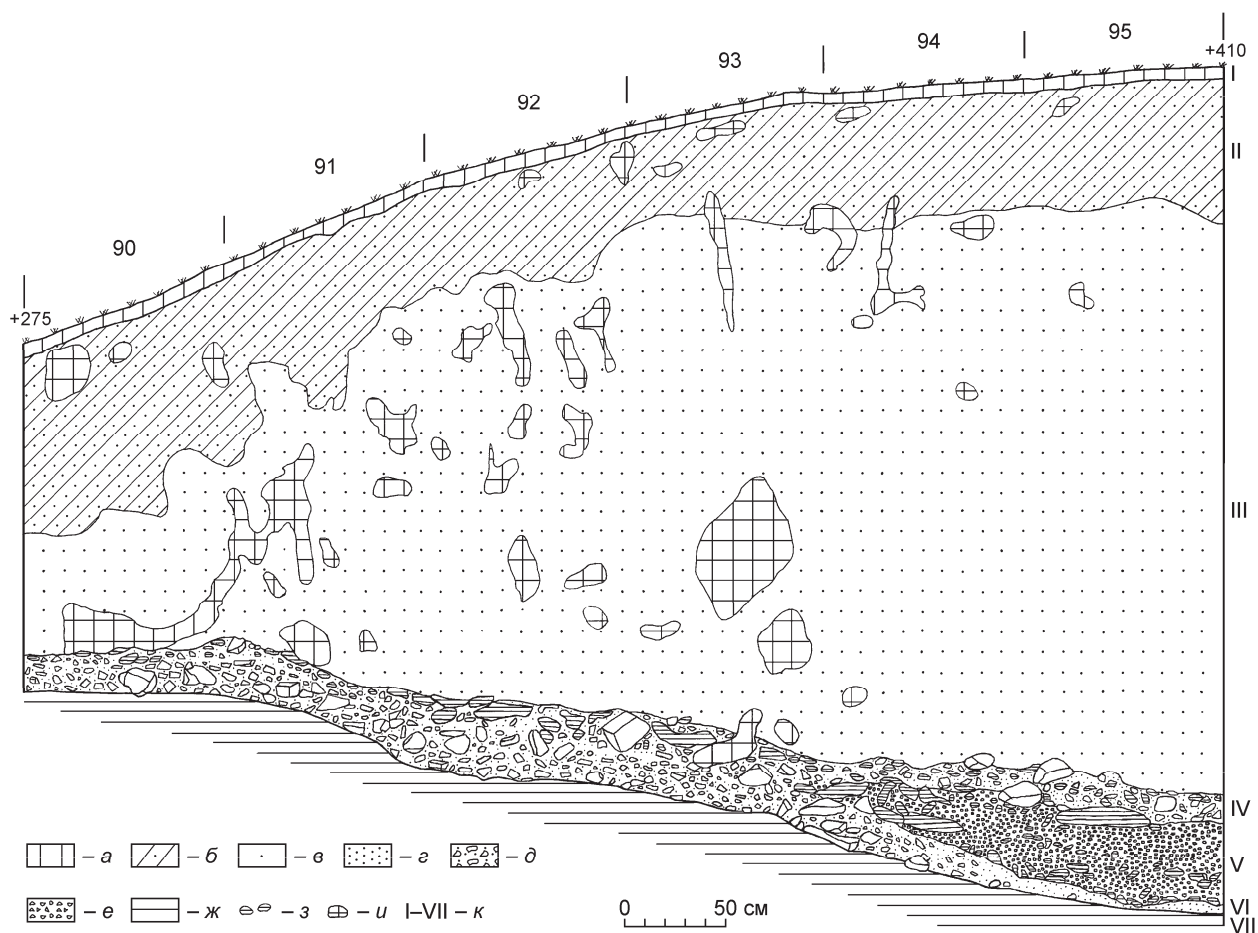 95
94
+410
93
I
92
II
91
90
+275
III
IV
– а – б – в – г – д
V
– е – ж – з – и I–VII – к
0 50 см
VI
VII